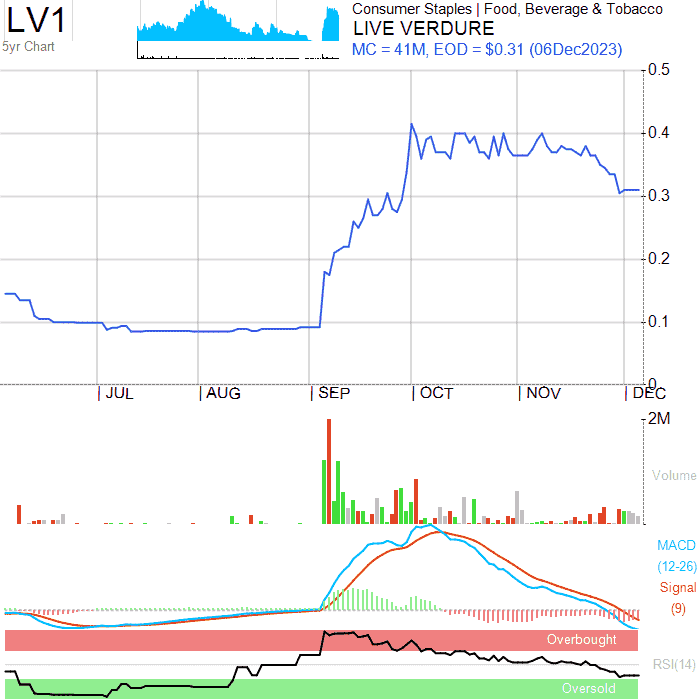 LV1
5yr Chart
Consumer Staples | Food, Beverage & Tobacco
LIVE VERDURE
MC = 41M, EOD = $0.31 (06Dec2023)
0.5
0.4
0.3
0.2
0.1
0
JUL
AUG
SEP
OCT
NOV
DEC
2M
Volume
MACD
(12-26)
Signal
(9)
Overbought
RSI(14)
Oversold